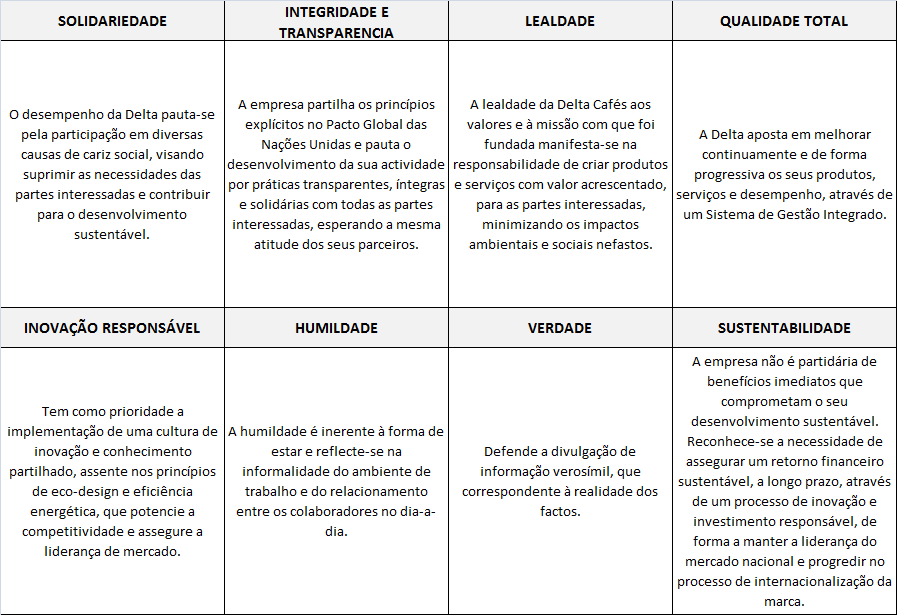 SOLIDARIEDADE
INTEGRIDADE E
TRANSPARENCIA
LEALDADE
QUALIDADE TOTAL
O desempenho da Delta pauta-se
pela participação em diversas
causas de cariz social, visando
suprimir as necessidades das
partes interessadas e contribuir
para o desenvolvimento
sustentável.
A empresa partilha os princípios
explícitos no Pacto Global das
Nações Unidas e pauta o
desenvolvimento da sua actividade
por práticas transparentes, íntegras
e solidárias com todas as partes
interessadas, esperando a mesma
atitude dos seus parceiros.
A lealdade da Delta Cafés aos
valores e à missão com que foi
fundada manifesta-se na
responsabilidade de criar produtos
e serviços com valor acrescentado,
para as partes interessadas,
minimizando os impactos
ambientais e sociais nefastos.
A Delta aposta em melhorar
continuamente e de forma
progressiva os seus produtos,
serviços e desempenho, através de
um Sistema de Gestão Integrado.
INOVAÇÃO RESPONSÁVEL
HUMILDADE
VERDADE
SUSTENTABILIDADE
Tem como prioridade a
implementação de uma cultura de
inovação e conhecimento
partilhado, assente nos princípios
de eco-design e eficiência
energética, que potencie a
competitividade e assegure a
liderança de mercado.
A humildade é inerente à forma de
estar e reflecte-se na
informalidade do ambiente de
trabalho e do relacionamento
entre os colaboradores no dia-a-
dia.
Defende a divulgação de
informação verosímil, que
correspondente à realidade dos
factos.
A empresa não é partidária de
benefícios imediatos que
comprometam o seu
desenvolvimento sustentável.
Reconhece-se a necessidade de
assegurar um retorno financeiro
sustentável, a longo prazo, através
de um processo de inovação e
investimento responsável, de
forma a manter a liderança do
mercado nacional e progredir no
processo de internacionalização da
marca.